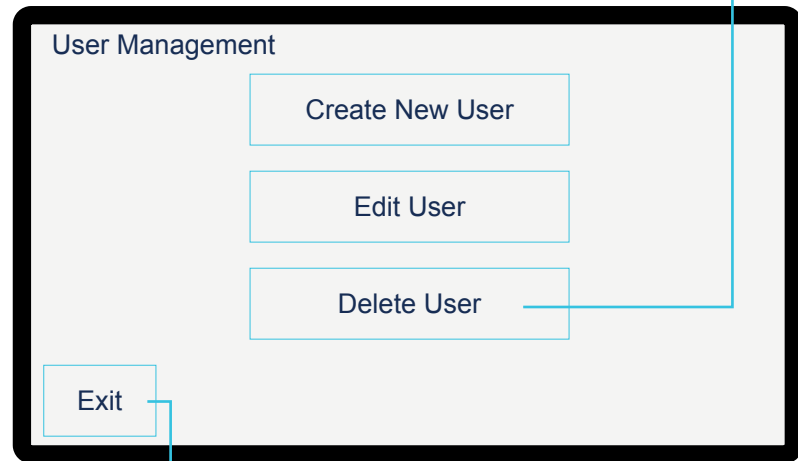 User Management
Create New User
Edit User
Delete User
Exit